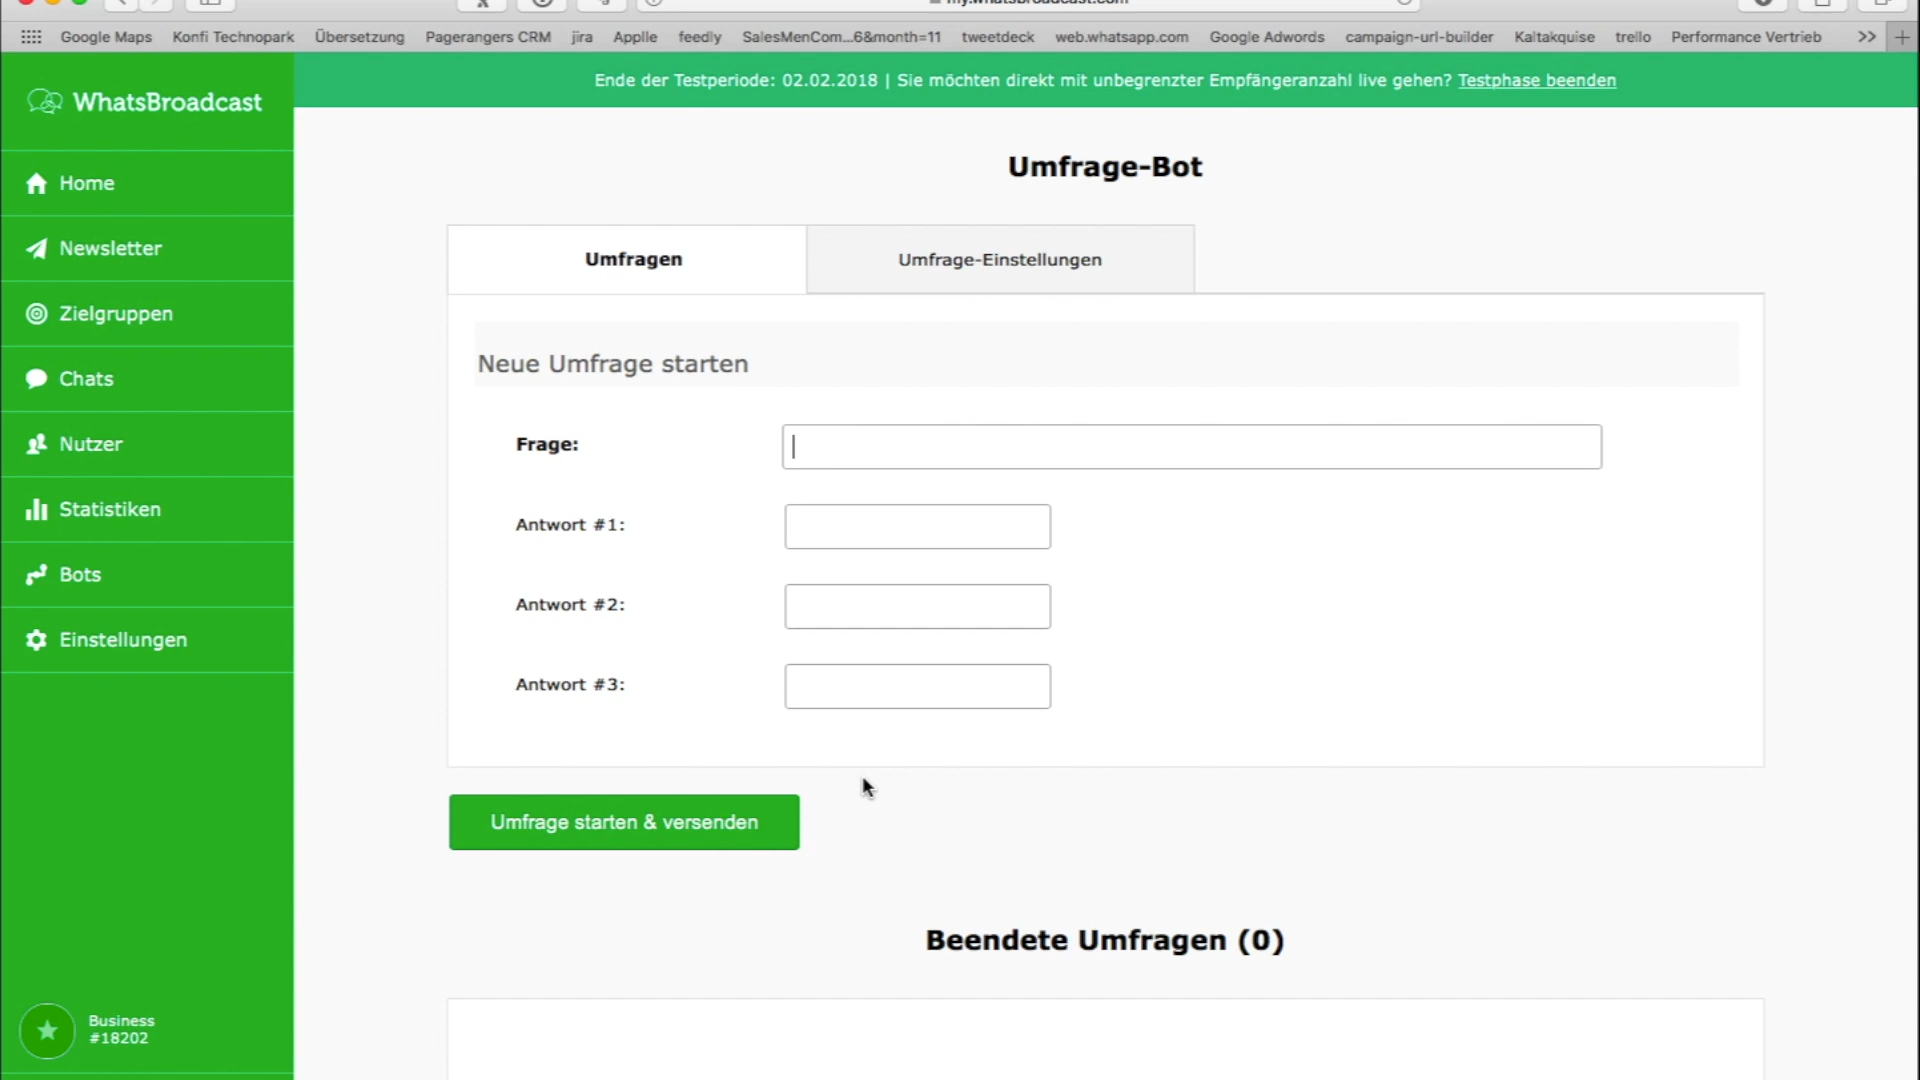 Google Maps Konfi Technopark Übersetzung Pagerangers CRM jira Applle feedly SalesMenCom...6&month=11 tweetdeck web.whatsapp.com Google Adwords campaign-url-builder Kaltakquise trello Performance Vertrieb >> +
WhatsBroadcast
Ende der Testperiode: 02.02.2018 | Sie möchten direkt mit unbegrenzter Empfängeranzahl live gehen? Testphase beenden
Home
Newsletter
Zielgruppen
Chats
Nutzer
Statistiken
Bots
Einstellungen
Business
#18202
Umfrage-Bot
Umfragen
Umfrage-Einstellungen
Neue Umfrage starten
Frage:
Antwort #1:
Antwort #2:
Antwort #3:
Umfrage starten & versenden
Beendete Umfragen (0)